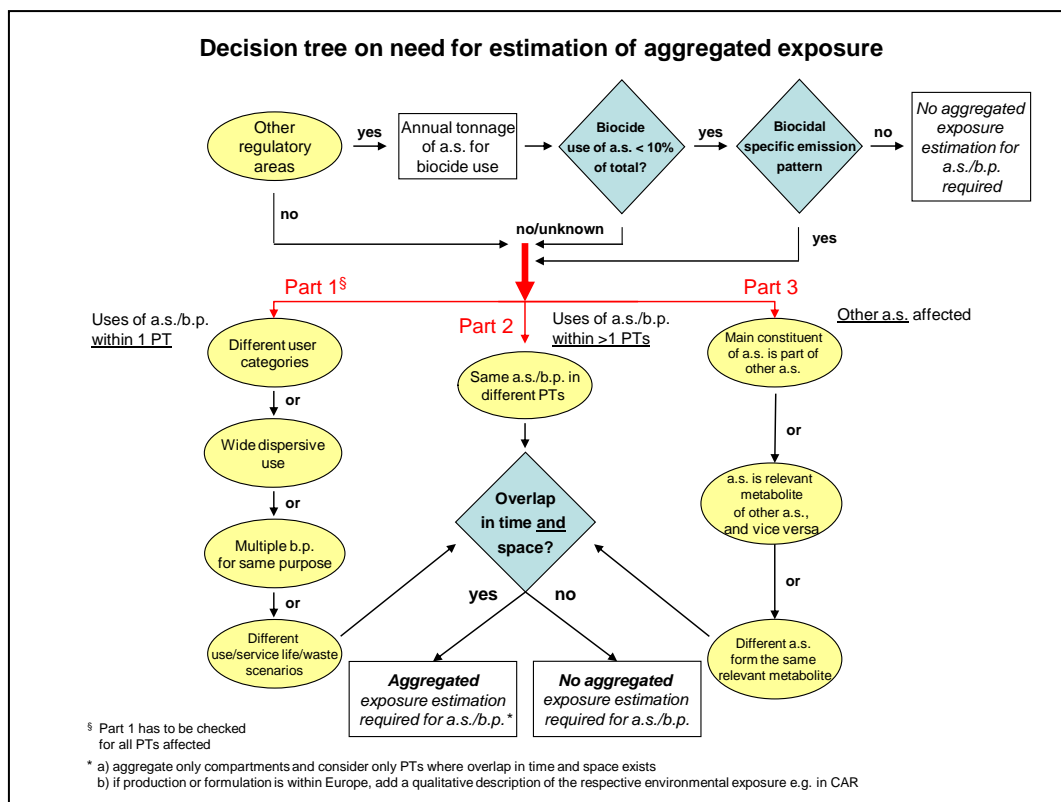 Decision tree on need for estimation of aggregated exposure
Other
regulatory
areas
yes
Annual tonnage
of a.s. for
biocide use
Biocide
use of a.s. < 10%
of total?
yes
Biocidal
specific emission
pattern
no
No aggregated
exposure
estimation for
a.s./b.p.
required
no
no/unknown
yes
Part 1§
Part 2
Part 3
Uses of a.s./b.p.
within 1 PT
Uses of a.s./b.p.
within >1 PTs
Other a.s. affected
Different user
categories
or
Wide dispersive
use
or
Multiple b.p.
for same purpose
or
Different
use/service life/waste
scenarios
Same a.s./b.p. in
different PTs
Overlap
in time and
space?
yes
no
Main constituent
of a.s. is part of
other a.s.
or
a.s. is relevant
metabolite
of other a.s.,
and vice versa
or
Different a.s.
form the same
relevant metabolite
Aggregated
exposure estimation
required for a.s./b.p.*
No aggregated
exposure estimation
required for a.s./b.p.
§ Part 1 has to be checked
for all PTs affected
* a) aggregate only compartments and consider only PTs where overlap in time and space exists
b) if production or formulation is within Europe, add a qualitative description of the respective environmental exposure e.g. in CAR